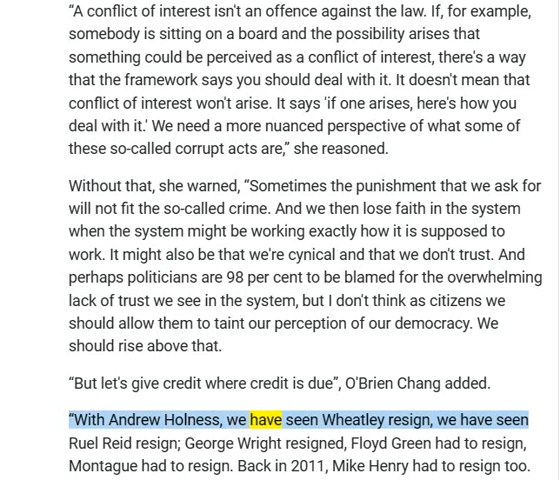 “A conflict of interest isn't an offence against the law. If, for example,
somebody is sitting on a board and the possibility arises that
something could be perceived as a conflict of interest, there's a way
that the framework says you should deal with it. It doesn't mean that
conflict of interest won't arise. It says 'if one arises, here's how you
deal with it.' We need a more nuanced perspective of what some of
these so-called corrupt acts are,” she reasoned.
Without that, she warned, “Sometimes the punishment that we ask for
will not fit the so-called crime. And we then lose faith in the system
when the system might be working exactly how it is supposed to
work. It might also be that we're cynical and that we don't trust. And
perhaps politicians are 98 per cent to be blamed for the overwhelming
lack of trust we see in the system, but I don't think as citizens we
should allow them to taint our perception of our democracy. We
should rise above that.
“But let's give credit where credit is due”, O'Brien Chang added.
“With Andrew Holness, we have seen Wheatley resign, we have seen
Ruel Reid resign; George Wright resigned, Floyd Green had to resign,
Montague had to resign. Back in 2011, Mike Henry had to resign too.